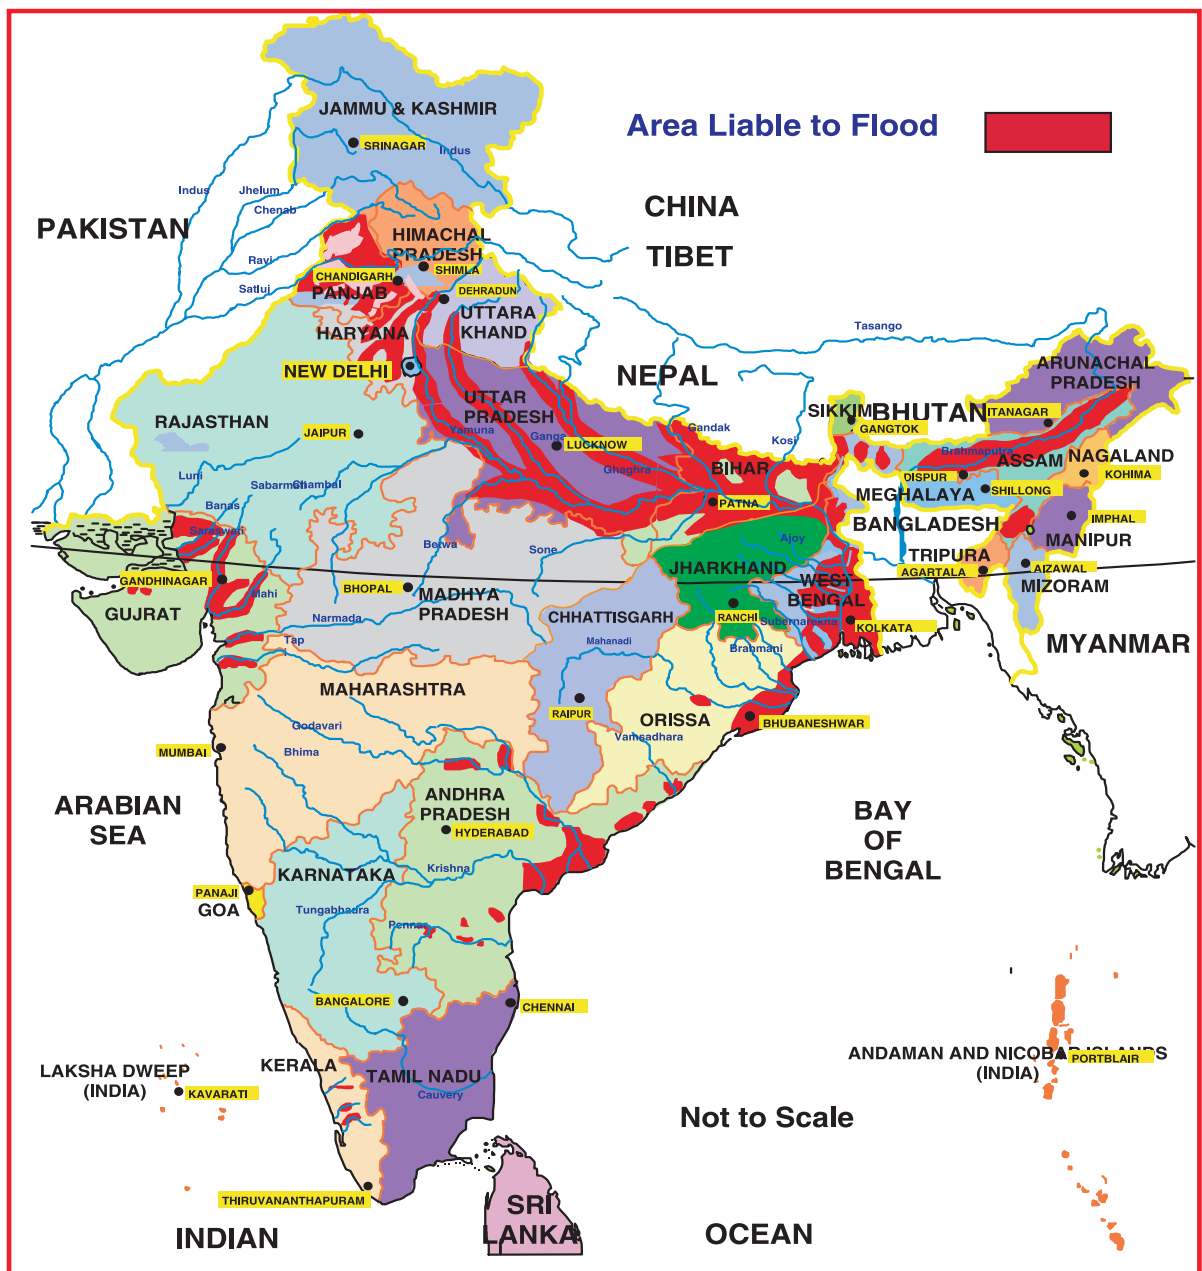 Area Liable to Flood
JAMMU & KASHMIR
SRINAGAR
Indus
Indus
Jhelum
Chenab
PAKISTAN
CHINA
TIBET
HIMACHAL
PRADESH
SHIMLA
Ravi
Satluj
CHANDIGARH
PANJAB
DEHRADUN
UTTARA
KHAND
HARYANA
NEW DELHI
NEPAL
Tasango
ARUNACHAL
PRADESH
SIKKIM
BHUTAN
ITANAGAR
GANGTOK
RAJASTHAN
JAIPUR
UTTAR
PRADESH
Yamuna
Ganga
LUCKNOW
Gandak
Kosi
Ghaghra
BIHAR
PATNA
Brahmaputra
ASSAM
NAGALAND
KOHIMA
DISPUR
MEGHALAYA
SHILLONG
BANGLADESH
IMPHAL
MANIPUR
TRIPURA
AGARTALA
AIZAWAL
MIZORAM
MYANMAR
Luni
Sabarmati
Chambal
Banas
Saraswati
Betwa
Sone
Ajoy
JHARKHAND
RANCHI
WEST
BENGAL
Subernarekna
KOLKATA
GANDHINAGAR
GUJRAT
Mahi
BHOPAL
MADHYA
PRADESH
Narmada
Tap
CHHATTISGARH
Mahanadi
Brahmani
RAIPUR
ORISSA
BHUBANESHWAR
Vamsadhara
MAHARASHTRA
Godavari
MUMBAI
Bhima
ARABIAN
SEA
ANDHRA
PRADESH
HYDERABAD
BAY
OF
BENGAL
KARNATAKA
Krishna
PANAJI
GOA
Tungabhadra
Pennar
BANGALORE
CHENNAI
LAKSHA DWEEP
(INDIA)
KAVARATI
KERALA
TAMIL NADU
Cauvery
ANDAMAN AND NICOBAR ISLANDS
(INDIA)
PORTBLAIR
Not to Scale
THIRUVANANTHAPURAM
SRI
LANKA
INDIAN
OCEAN